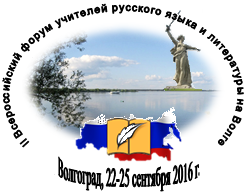 II Всероссийский форум учителей русского языка и литературы на Волге
Волгоград, 22-25 сентября 2016 г.